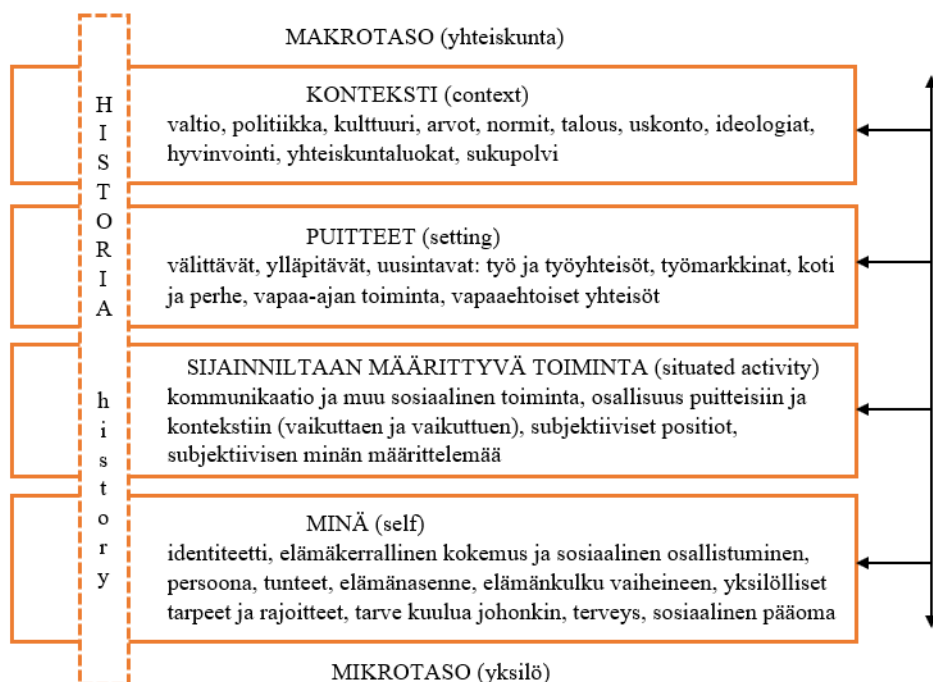 MAKROTASO (yhteiskunta)
HISTORIA history
KONTEKSTI (context)
valtio, politiikka, kulttuuri, arvot, normit, talous, uskonto, ideologiat,
hyvinvointi, yhteiskuntaluokat, sukupolvi
PUITTEET (setting)
välittävät, ylläpitävät, uusintavat: työ ja työyhteisöt, työmarkkinat, koti
ja perhe, vapaa-ajan toiminta, vapaaehtoiset yhteisöt
SIJAINNILTAAN MÄÄRITTYVÄ TOIMINTA (situated activity)
kommunikaatio ja muu sosiaalinen toiminta, osallisuus puitteisiin ja
kontekstiin (vaikuttaen ja vaikuttuen), subjektiiviset positiot,
subjektiivisen minän määrittelemää
MINÄ (self)
identiteetti, elämäkerrallinen kokemus ja sosiaalinen osallistuminen,
persoona, tunteet, elämänasenne, elämänkulku vaiheineen, yksilölliset
tarpeet ja rajoitteet, tarve kuulua johonkin, terveys, sosiaalinen pääoma
MIKROTASO (yksilö)